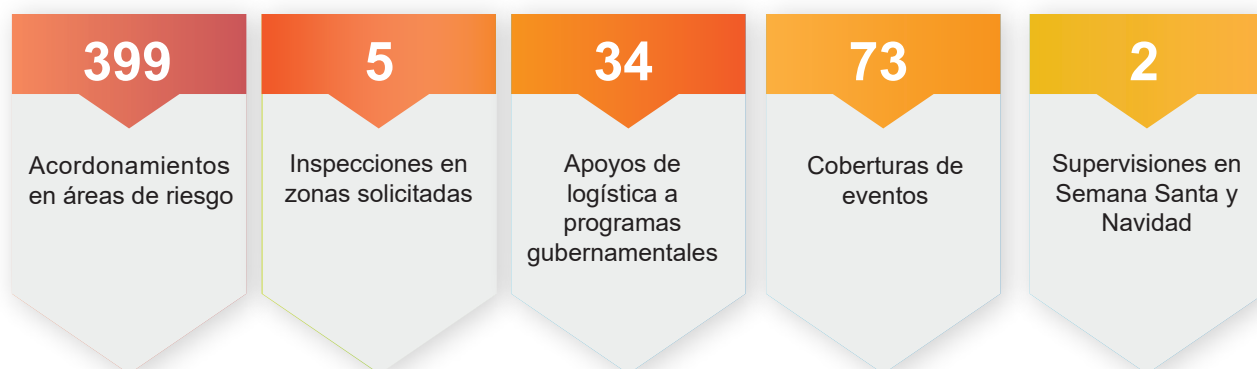 399
Acordonamientos
en áreas de riesgo
5
Inspecciones en
zonas solicitadas
34
Apoyos de
logística a
programas
gubernamentales
73
Coberturas de
eventos
2
Supervisiones en
Semana Santa y
Navidad